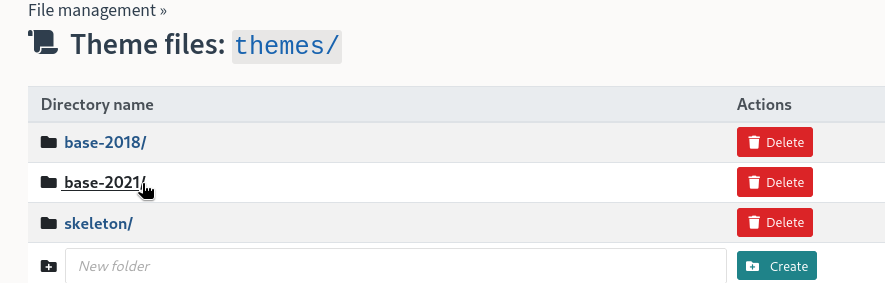 File management »
Theme files: themes/
Directory name Actions
base-2018/ Delete
base-2021/ Delete
skeleton/ Delete
New folder Create